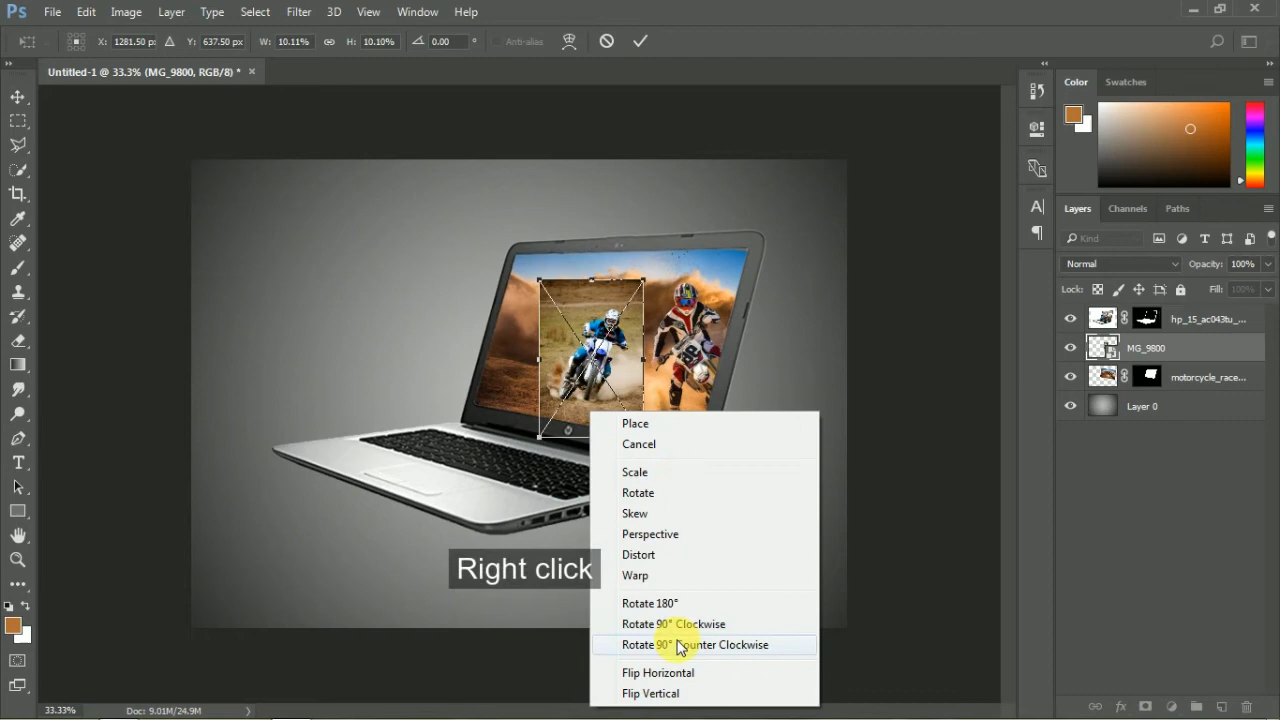 Ps File Edit Image Layer Type Select Filter 3D View Window Help
X: 1281.50 px Y: 637.50 px W: 10.11% H: 10.10% 0.00 ° Anti-alias
Untitled-1 @ 33.3% (MG_9800, RGB/8) * ×
Color Swatches
Layers Channels Paths
Kind
Normal Opacity: 100%
Lock: Fill: 100%
hp_15_ac043tu_...
MG_9800
motorcycle_race...
Layer 0
Place
Cancel
Scale
Rotate
Skew
Perspective
Distort
Warp
Rotate 180°
Rotate 90° Clockwise
Rotate 90° Counter Clockwise
Flip Horizontal
Flip Vertical
Right click
33.33% Doc: 9.01M/24.9M